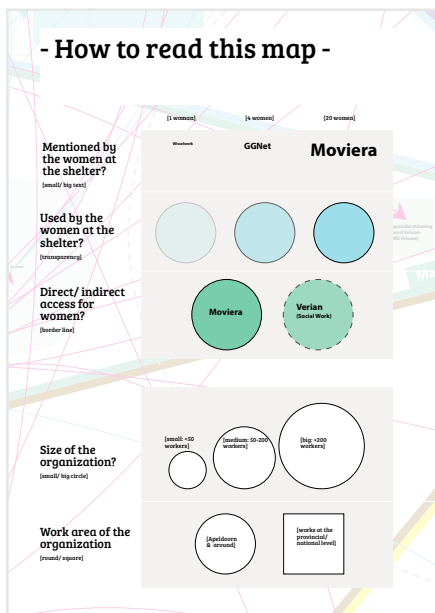 - How to read this map -
[1 woman] [4 women] [20 women]
Mentioned by
the women at
the shelter?
[small/ big text]
GGNet
Moviera
Used by the
women at the
shelter?
[transparency]
Direct/ indirect
access for
women?
[border line]
Moviera
Verian
(Social Work)
Size of the
organization?
[small/ big circle]
[small: <50
workers]
[medium: 50-200
workers]
[big: >200
workers]
Work area of the
organization
[round/ square]
[Apeldoorn
& around]
[works at the
provincial/
national level]